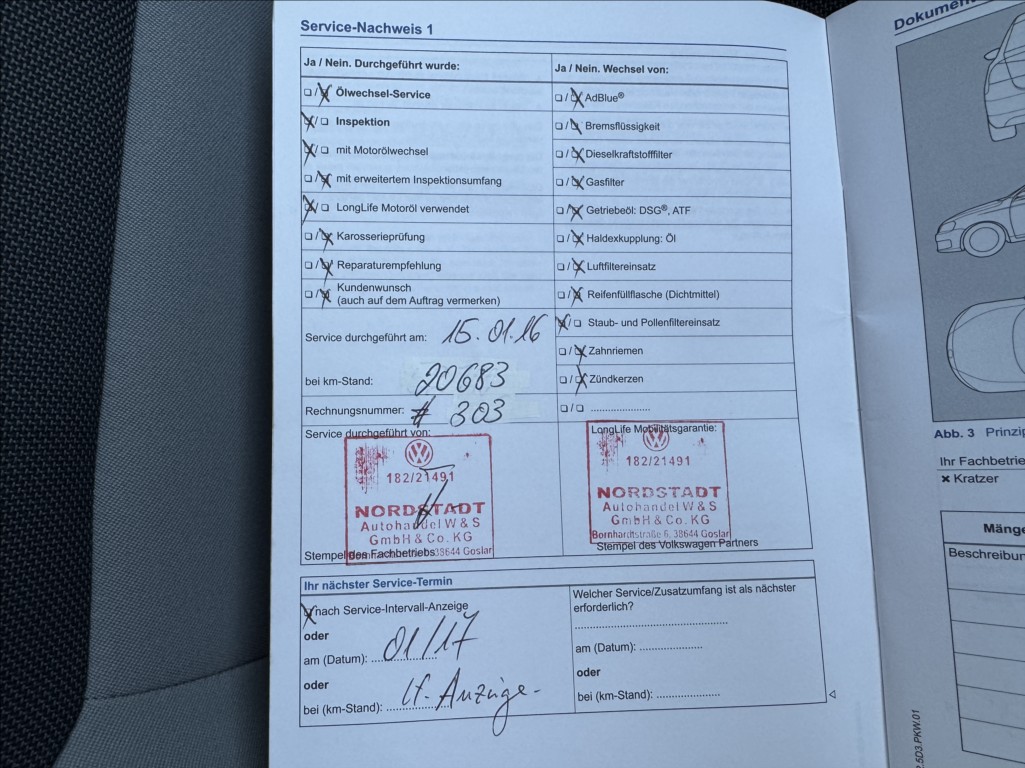 Service-Nachweis 1
Ja / Nein. Durchgeführt wurde:
Ölwechsel-Service
Inspektion
mit Motorölwechsel
mit erweitertem Inspektionsumfang
LongLife Motoröl verwendet
Karosserieprüfung
Reparaturempfehlung
Kundenwunsch
(auch auf dem Auftrag vermerken)
Service durchgeführt am: 15.01.16
bei km-Stand: 20683
Rechnungsnummer: # 303
Service durchgeführt von:
182/21491
NORDSTADT
Autohandel W & S
GmbH & Co. KG
38644 Goslar
Stempel des Fachbetriebs
Ja / Nein. Wechsel von:
AdBlue®
Bremsflüssigkeit
Dieselkraftstofffilter
Gasfilter
Getriebeöl: DSG®, ATF
Haldexkupplung: Öl
Luftfiltereinsatz
Reifenfüllflasche (Dichtmittel)
Staub- und Pollenfiltereinsatz
Zahnriemen
Zündkerzen
LongLife Mobilitätsgarantie:
182/21491
NORDSTADT
Autohandel W & S
GmbH & Co. KG
Bornhardtstraße 6, 38644 Goslar
Stempel des Volkswagen Partners
Ihr nächster Service-Termin
nach Service-Intervall-Anzeige
oder
am (Datum): 01/17
oder
bei (km-Stand): lt. Anzeige
Welcher Service/Zusatzumfang ist als nächster
erforderlich?
am (Datum):
oder
bei (km-Stand):
Abb. 3
Ihr Fachbetrie
× Kratzer
Mänge
Beschreibun
.5D3.PKW.01